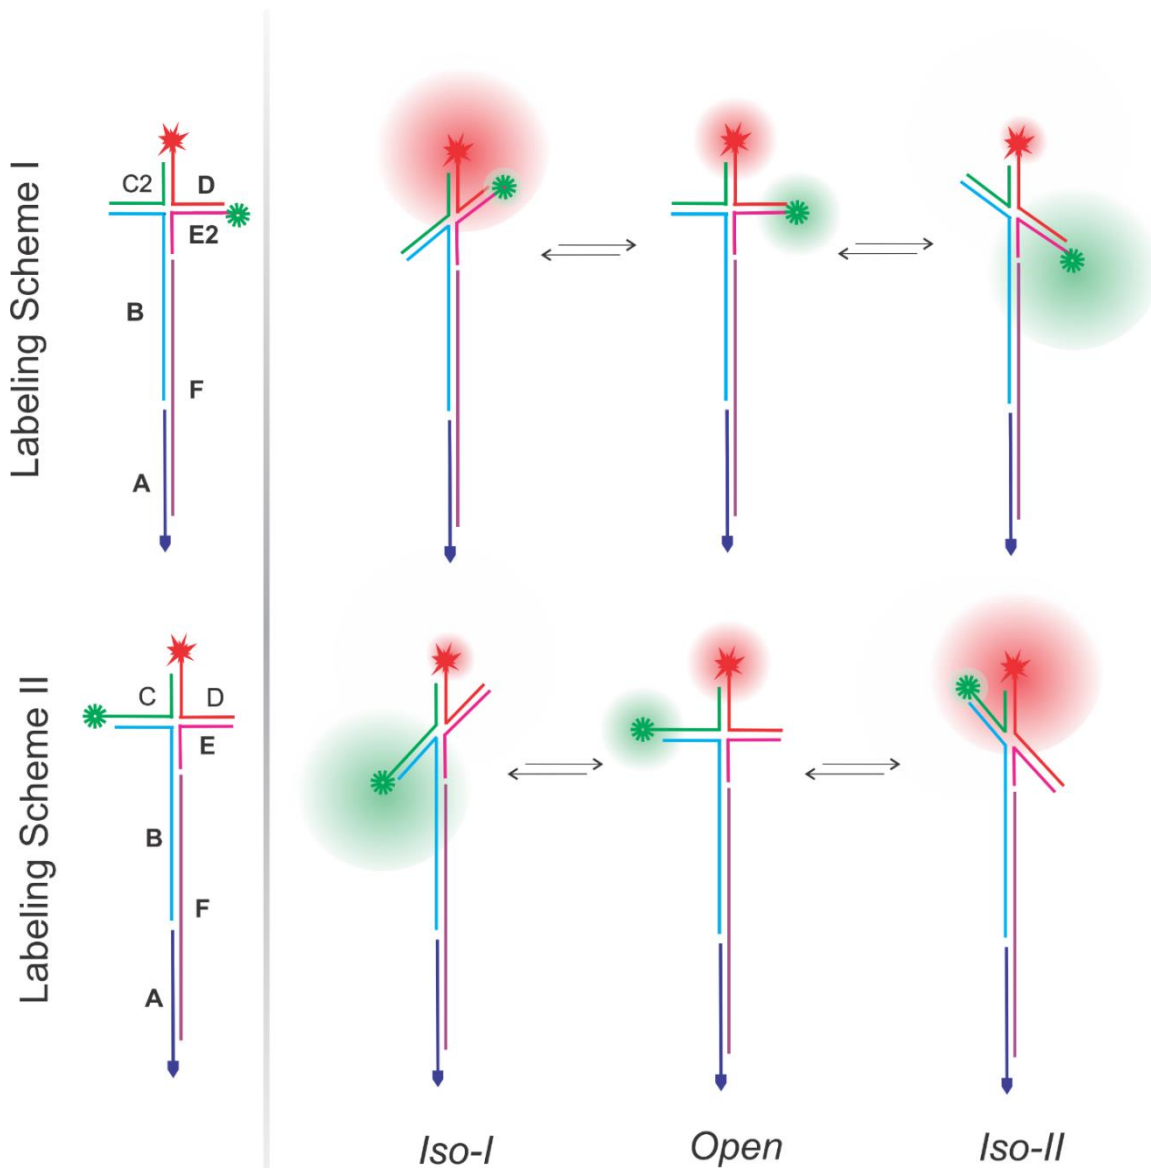 Labeling Scheme I
C2
D
E2
B
F
A
Labeling Scheme II
C
D
E
B
F
A
Iso-I
Open
Iso-II